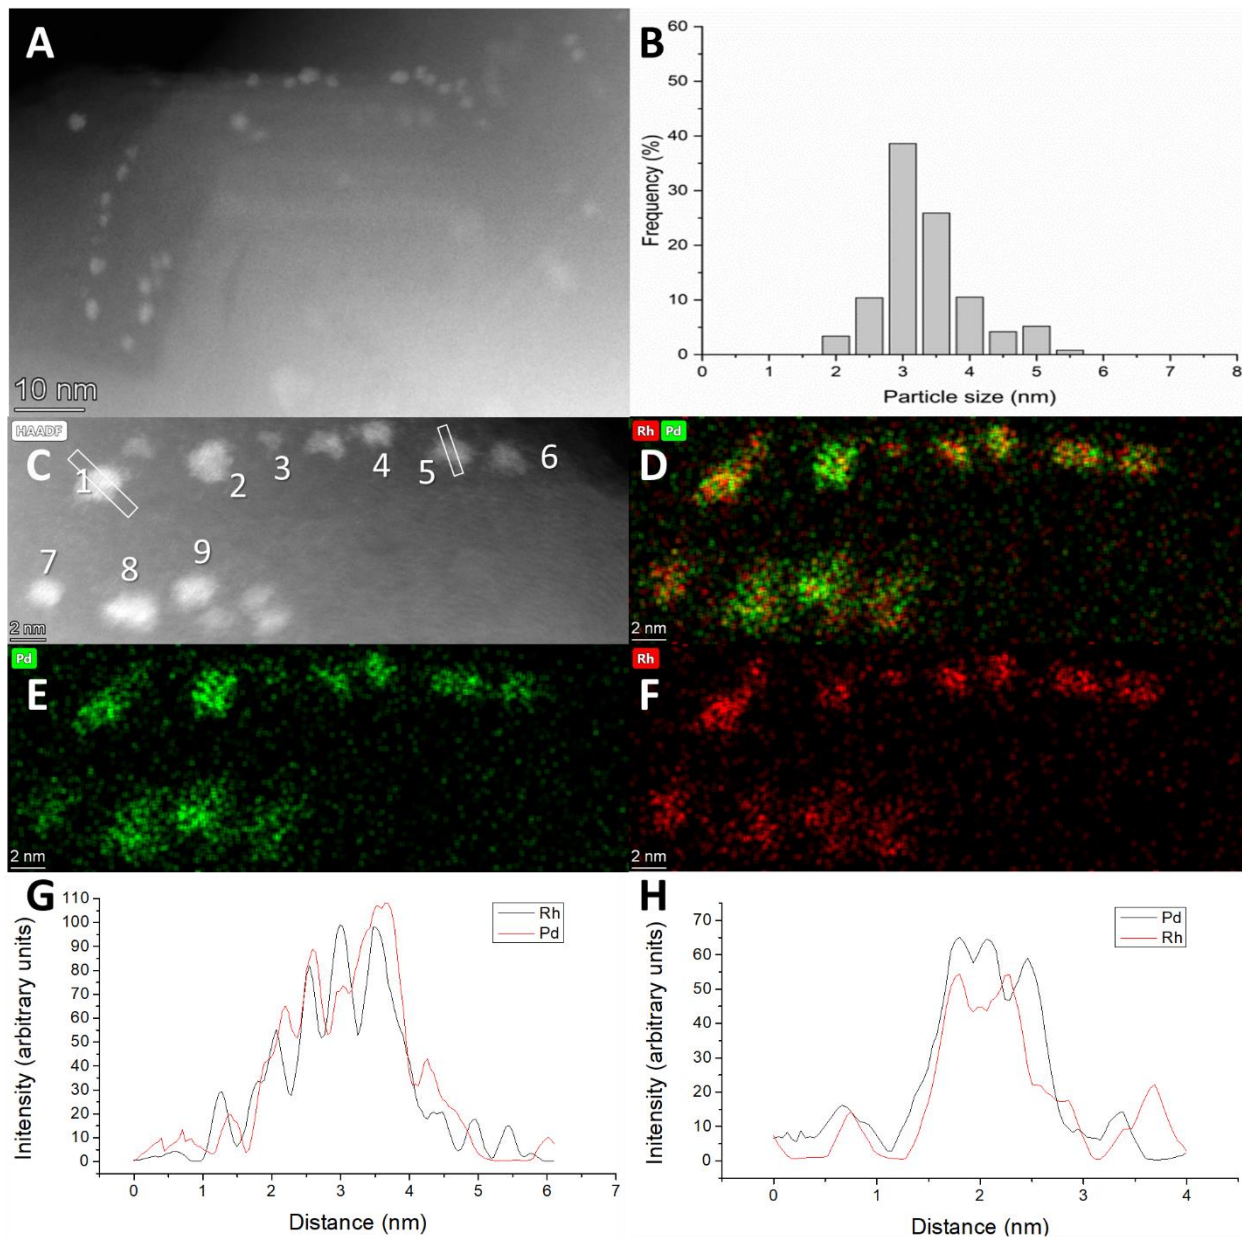 A
10 nm
B
Frequency (%)
60
50
40
30
20
10
0
0 1 2 3 4 5 6 7 8
Particle size (nm)
HAADF
C
1
2
3
4
5
6
7
8
9
2 nm
Rh Pd
D
2 nm
Pd
E
2 nm
Rh
F
2 nm
G
Initensity (arbitrary units)
110
100
90
80
70
60
50
40
30
20
10
0
Rh
Pd
0 1 2 3 4 5 6 7
Distance (nm)
H
Initensity (arbitrary units)
70
60
50
40
30
20
10
0
Pd
Rh
0 1 2 3 4
Distance (nm)